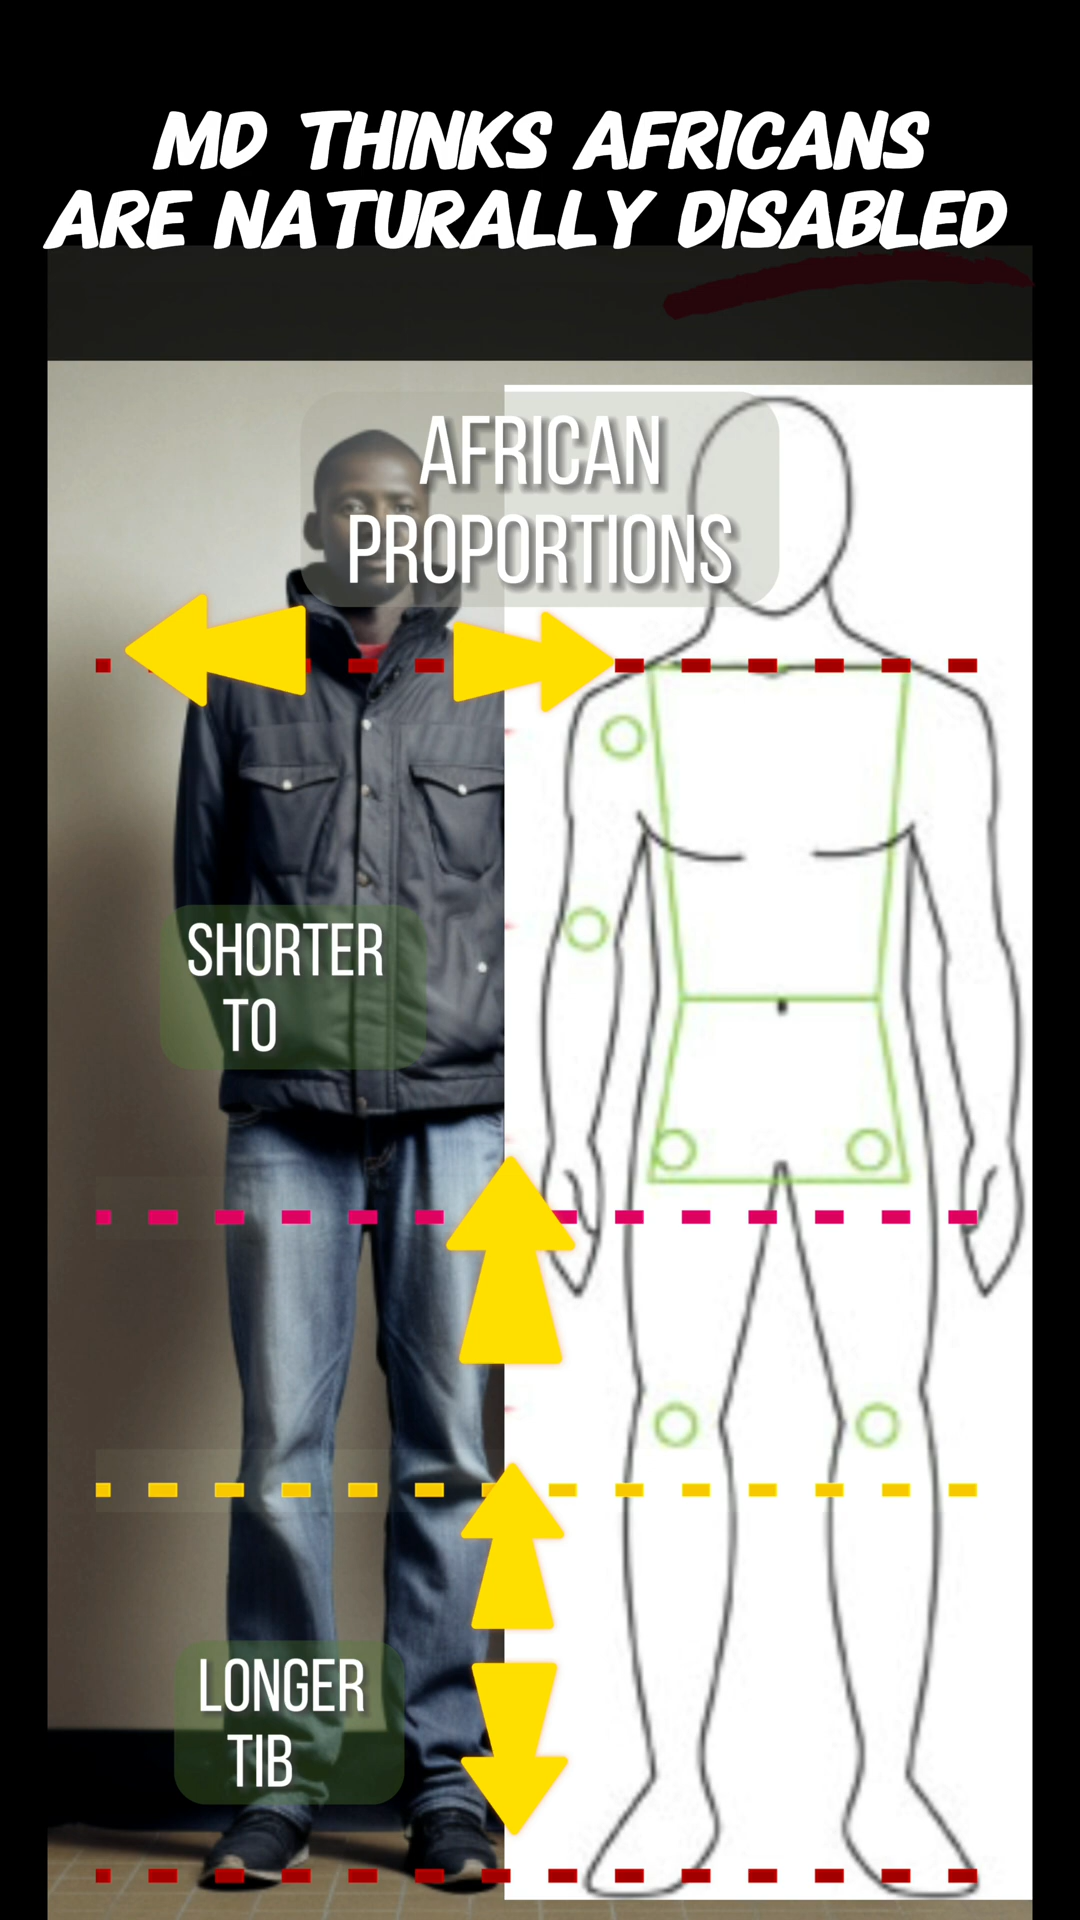 MD THINKS AFRICANS
ARE NATURALLY DISABLED
AFRICAN
PROPORTIONS
SHORTER
TO
LONGER
TIB